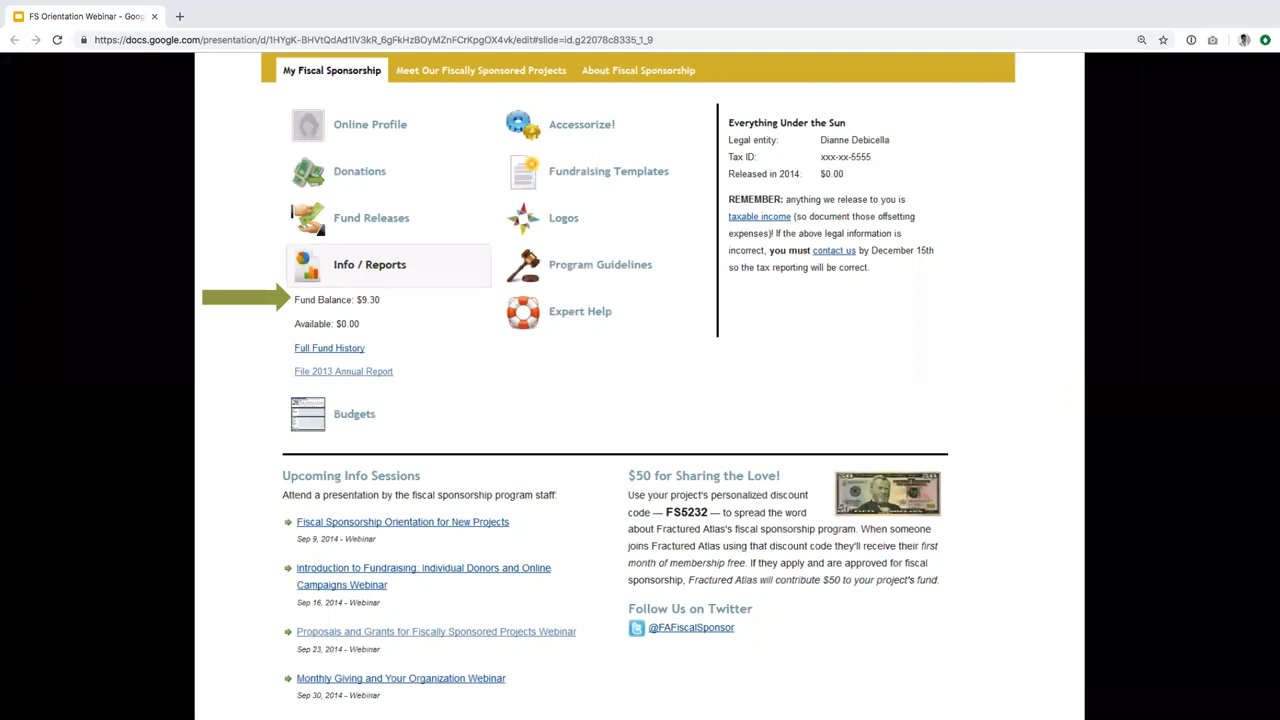 FS Orientation Webinar - Goog
https://docs.google.com/presentation/d/1HYgK-BHVtQdAd1lV3kR_6gFkHzBOyMZnFCrKpgOX4vk/edit#slide=id.g22078c8335_1_9
My Fiscal Sponsorship
Meet Our Fiscally Sponsored Projects
About Fiscal Sponsorship
Online Profile
Donations
Fund Releases
Info / Reports
Fund Balance: $9.30
Available: $0.00
Full Fund History
File 2013 Annual Report
Budgets
Accessorize!
Fundraising Templates
Logos
Program Guidelines
Expert Help
Everything Under the Sun
Legal entity: Dianne Debicella
Tax ID: xxx-xx-5555
Released in 2014: $0.00
REMEMBER: anything we release to you is
taxable income (so document those offsetting
expenses)! If the above legal information is
incorrect, you must contact us by December 15th
so the tax reporting will be correct.
Upcoming Info Sessions
Attend a presentation by the fiscal sponsorship program staff:
Fiscal Sponsorship Orientation for New Projects
Sep 9, 2014 - Webinar
Introduction to Fundraising: Individual Donors and Online
Campaigns Webinar
Sep 16, 2014 - Webinar
Proposals and Grants for Fiscally Sponsored Projects Webinar
Sep 23, 2014 - Webinar
Monthly Giving and Your Organization Webinar
Sep 30, 2014 - Webinar
$50 for Sharing the Love!
Use your project's personalized discount
code — FS5232 — to spread the word
about Fractured Atlas's fiscal sponsorship program. When someone
joins Fractured Atlas using that discount code they'll receive their first
month of membership free. If they apply and are approved for fiscal
sponsorship, Fractured Atlas will contribute $50 to your project's fund.
Follow Us on Twitter
@FAFiscalSponsor